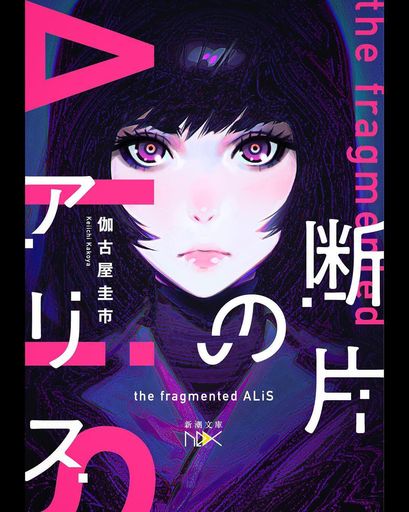 断片
の
アリス
ALiS
the fragmented
伽古屋圭市
Keiichi Kakoya
the fragmented ALiS
新潮文庫
nex